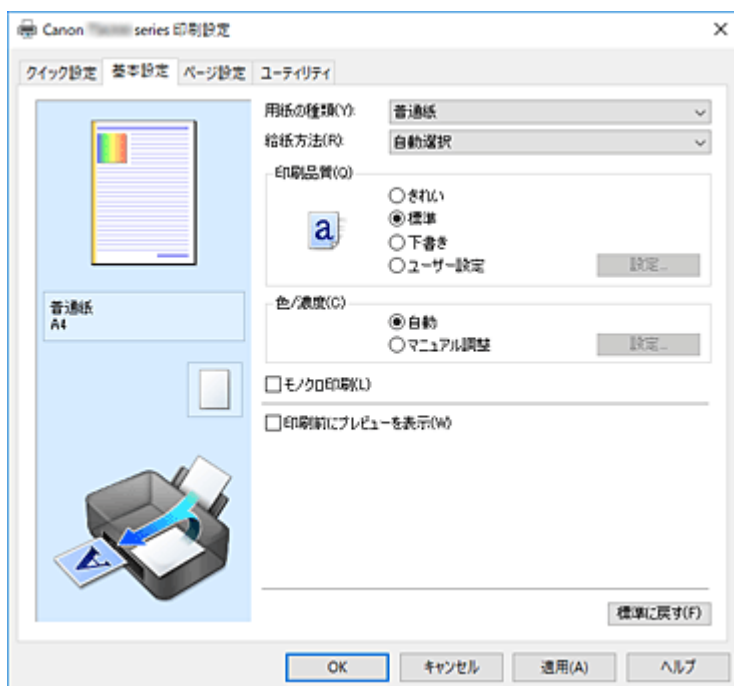 Canon series 印刷設定
クイック設定 基本設定 ページ設定 ユーティリティ
用紙の種類(Y): 普通紙
給紙方法(R): 自動選択
印刷品質(Q)
a
きれい
標準
下書き
ユーザー設定 設定...
普通紙
A4
色/濃度(C)
自動
マニュアル調整 設定...
モノクロ印刷(L)
印刷前にプレビューを表示(W)
A
標準に戻す(F)
OK キャンセル 適用(A) ヘルプ